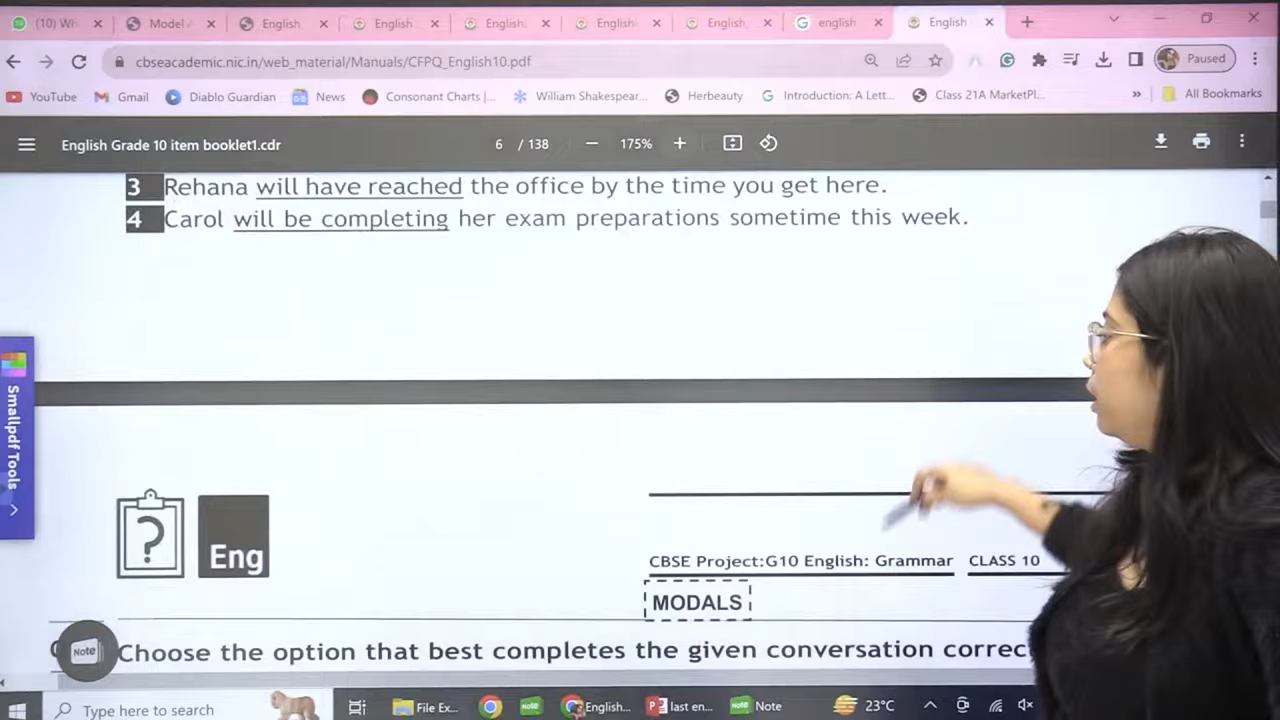 (10) Wh
Model
English
English
English
English
English
english
English
cbseacademic.nic.in/web_material/Manuals/CFPQ_English10.pdf
Paused
YouTube
Gmail
Diablo Guardian
News
Consonant Charts |...
William Shakespear...
Herbeauty
Introduction: A Lett...
Class 21A MarketPl...
»
All Bookmarks
English Grade 10 item booklet1.cdr
6 / 138
175%
3 Rehana will have reached the office by the time you get here.
4 Carol will be completing her exam preparations sometime this week.
Smallpdf Tools
?
Eng
CBSE Project:G10 English: Grammar CLASS 10
MODALS
Note
Choose the option that best completes the given conversation correc
Type here to search
File Ex...
English...
last en...
Note
23°C